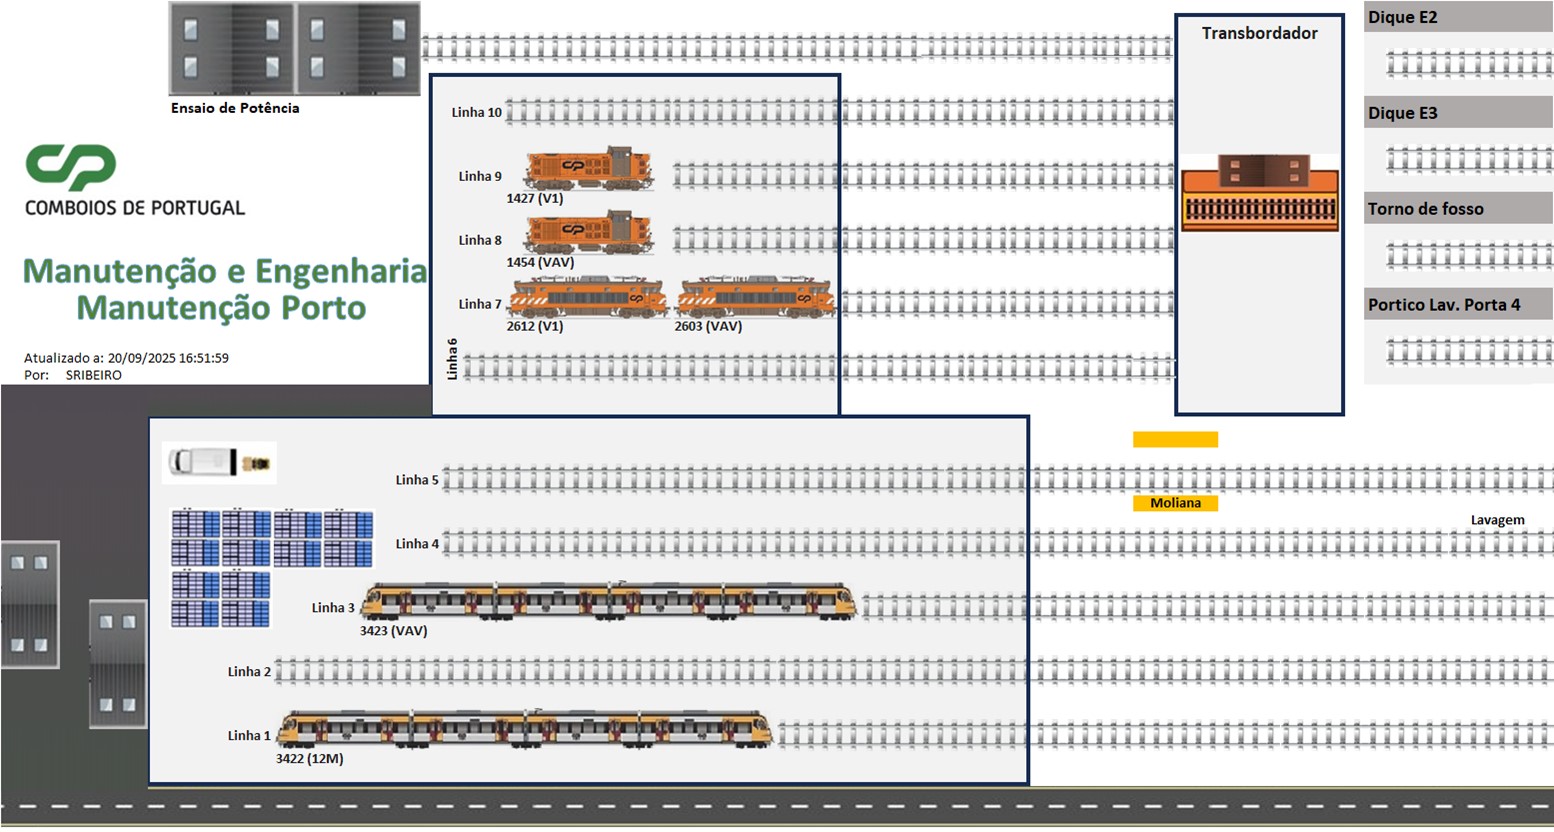 Ensaio de Potência
CP
COMBOIOS DE PORTUGAL
Manutenção e Engenharia
Manutenção Porto
Atualizado a: 20/09/2025 16:51:59
Por: SRIBEIRO
Linha 10
Linha 9
1427 (V1)
Linha 8
1454 (VAV)
Linha 7
2612 (V1)
2603 (VAV)
Linha 6
Transbordador
Dique E2
Dique E3
Torno de fosso
Portico Lav. Porta 4
Linha 5
Moliana
Lavagem
Linha 4
Linha 3
3423 (VAV)
Linha 2
Linha 1
3422 (12M)